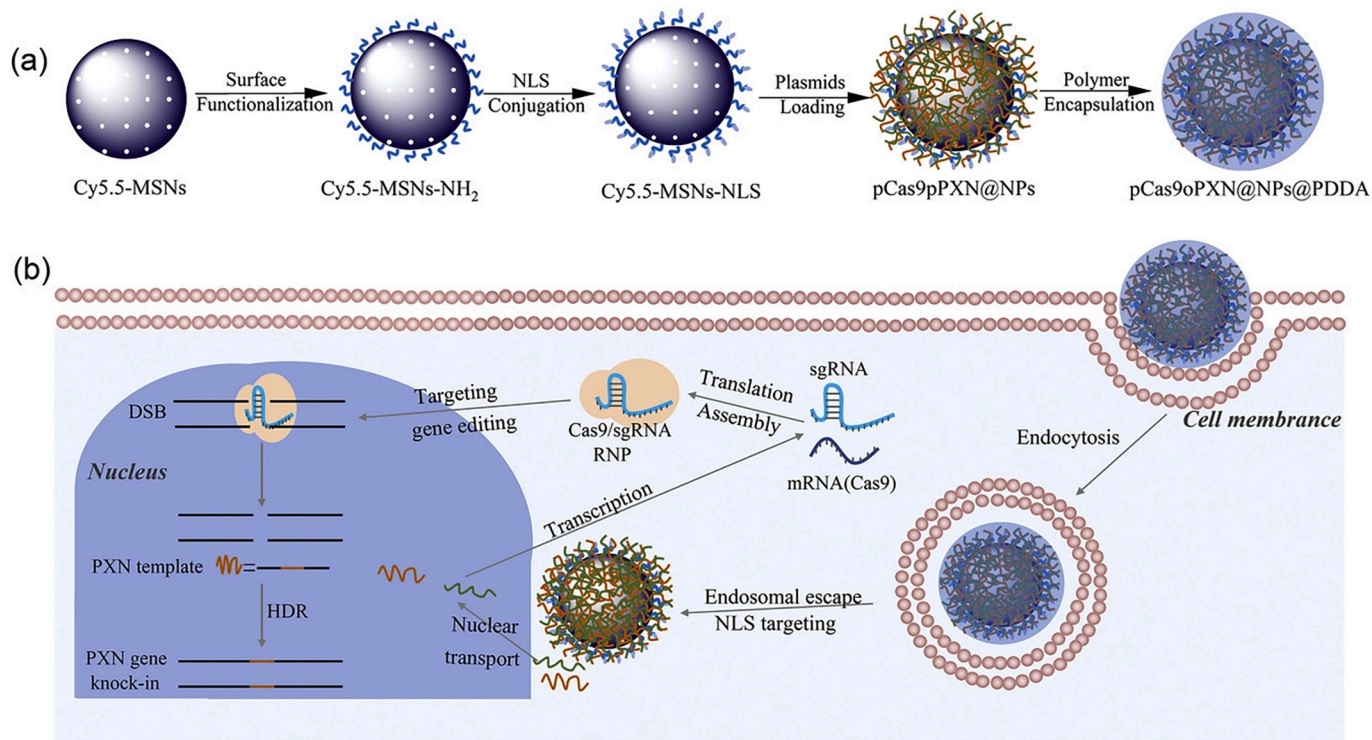 (a)
Surface
Functionalization
NLS
Conjugation
Plasmids
Loading
Polymer
Encapsulation
Cy5.5-MSNs
Cy5.5-MSNs-NH₂
Cy5.5-MSNs-NLS
pCas9pPXN@NPs
pCas9oPXN@NPs@PDDA
(b)
DSB
Targeting
gene editing
Cas9/sgRNA
RNP
Translation
Assembly
sgRNA
mRNA(Cas9)
Cell membrance
Endocytosis
Nucleus
Transcription
PXN template
HDR
Nuclear
transport
Endosomal escape
NLS targeting
PXN gene
knock-in